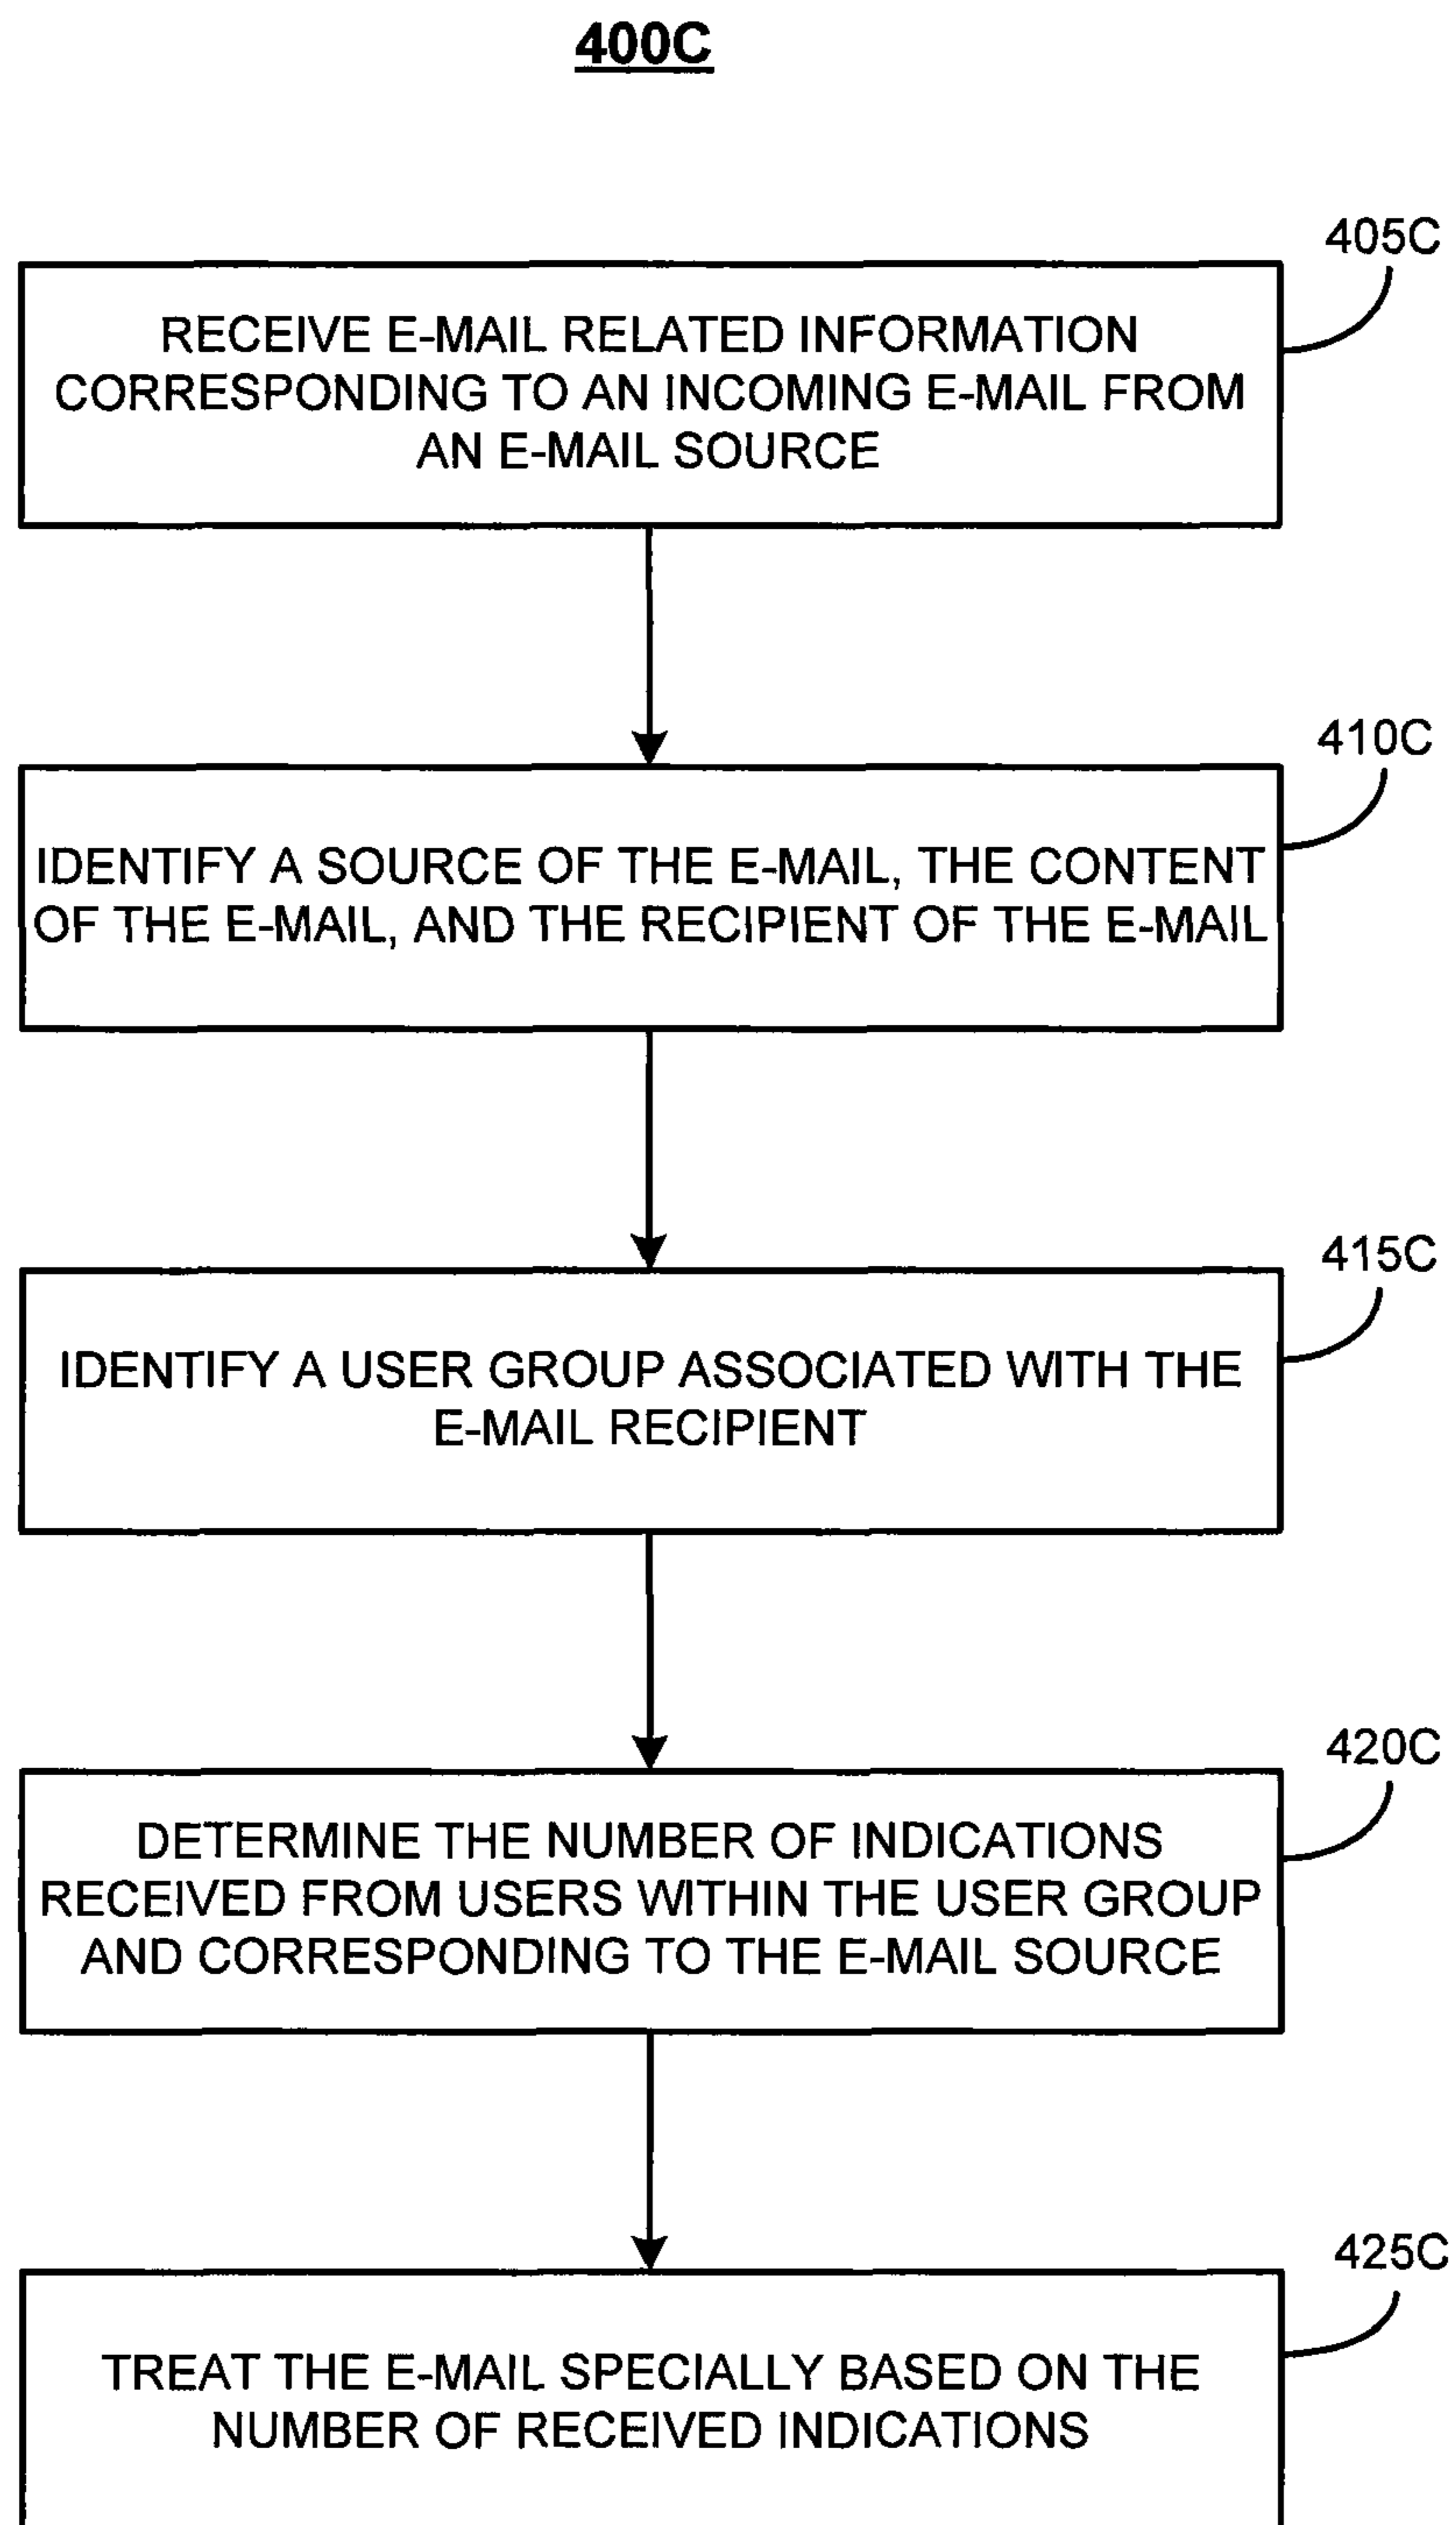 400C
405C
RECEIVE E-MAIL RELATED INFORMATION
CORRESPONDING TO AN INCOMING E-MAIL FROM
AN E-MAIL SOURCE
410C
IDENTIFY A SOURCE OF THE E-MAIL, THE CONTENT
OF THE E-MAIL, AND THE RECIPIENT OF THE E-MAIL
415C
IDENTIFY A USER GROUP ASSOCIATED WITH THE
E-MAIL RECIPIENT
420C
DETERMINE THE NUMBER OF INDICATIONS
RECEIVED FROM USERS WITHIN THE USER GROUP
AND CORRESPONDING TO THE E-MAIL SOURCE
425C
TREAT THE E-MAIL SPECIALLY BASED ON THE
NUMBER OF RECEIVED INDICATIONS